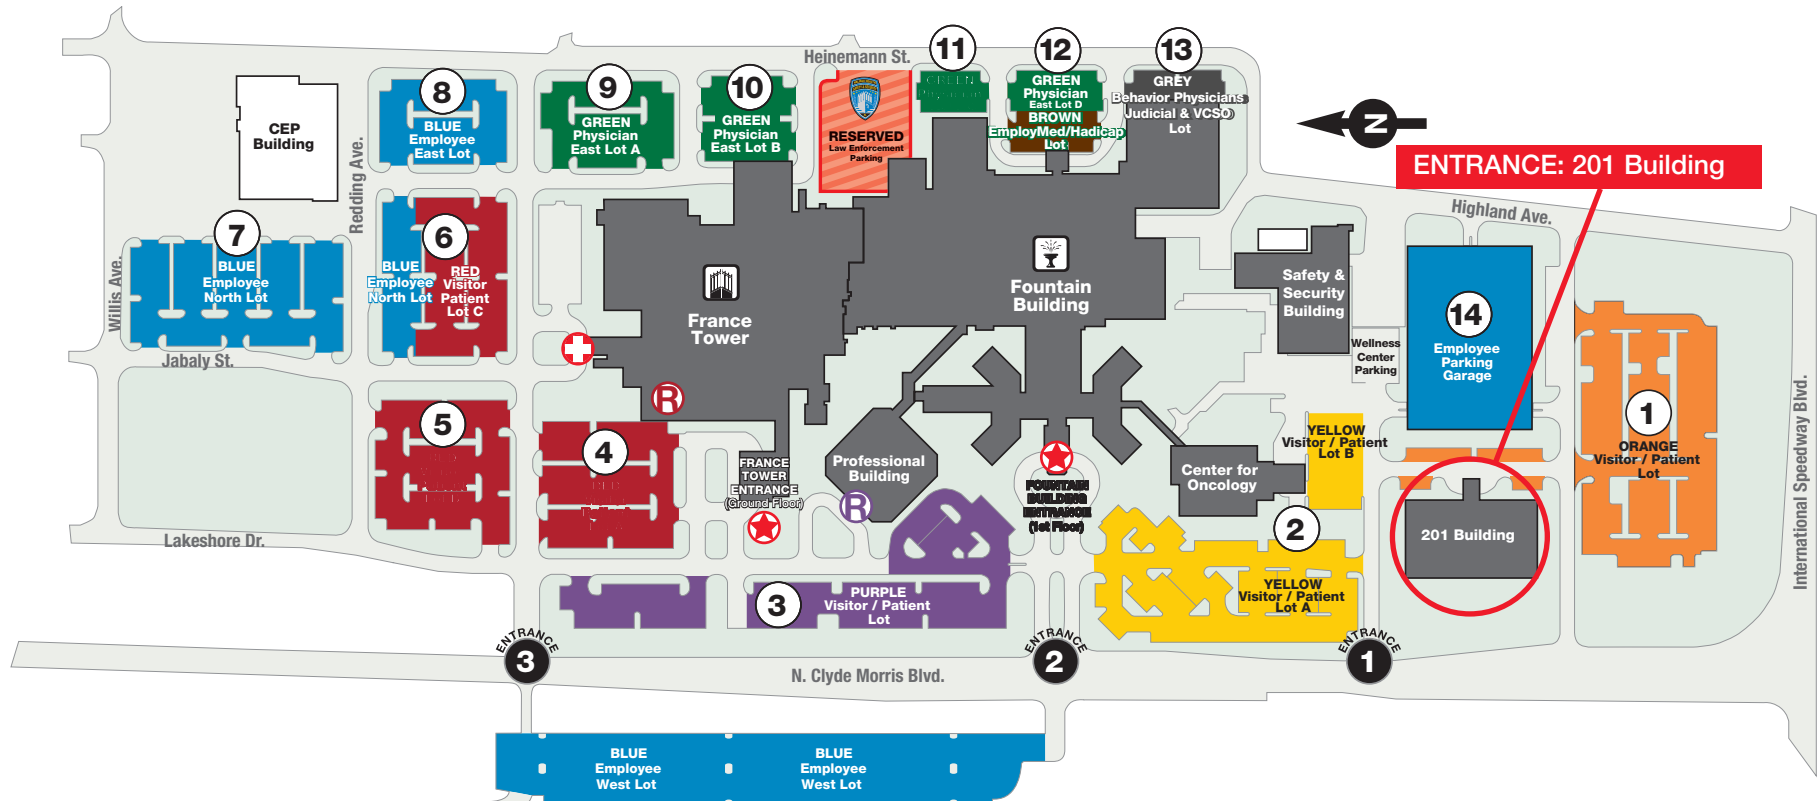 Heinemann St.
11
12
13
8
9
10
GREEN
Physician
East Lot D
GREY
Behavior Physicians
Judicial & VCSO
Lot
BROWN
EmployMed/Hadicap
Lot
CEP
Building
BLUE
Employee
East Lot
GREEN
Physician
East Lot A
GREEN
Physician
East Lot B
RESERVED
Law Enforcement
Parking
N
ENTRANCE: 201 Building
Redding Ave.
Highland Ave.
7
BLUE
Employee
North Lot
6
BLUE
Employee
North Lot
RED
Visitor
Patient
Lot C
Willis Ave.
Jabaly St.
France
Tower
Fountain
Building
Safety &
Security
Building
Wellness
Center
Parking
14
Employee
Parking
Garage
1
ORANGE
Visitor / Patient
Lot
International Speedway Blvd.
R
5
4
FRANCE
TOWER
ENTRANCE
(Ground Floor)
Professional
Building
R
FOUNTAIN
BUILDING
ENTRANCE
(1st Floor)
Center for
Oncology
YELLOW
Visitor / Patient
Lot B
2
201 Building
Lakeshore Dr.
3
PURPLE
Visitor / Patient
Lot
YELLOW
Visitor / Patient
Lot A
ENTRANCE
3
ENTRANCE
2
ENTRANCE
1
N. Clyde Morris Blvd.
BLUE
Employee
West Lot
BLUE
Employee
West Lot